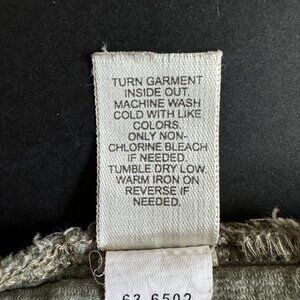 TURN GARMENT
INSIDE OUT.
MACHINE WASH
COLD WITH LIKE
COLORS.
ONLY NON-
CHLORINE BLEACH
IF NEEDED.
TUMBLE DRY LOW.
WARM IRON ON
REVERSE IF
NEEDED.
63 6502